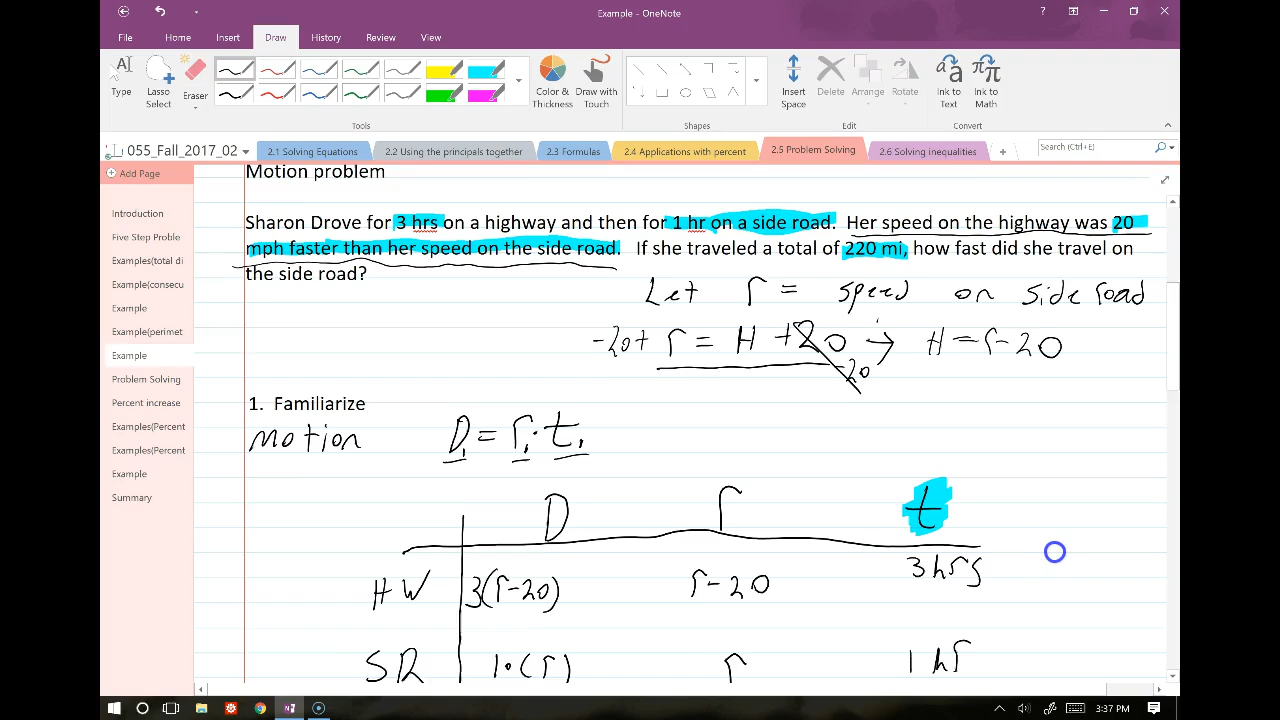 Example - OneNote
File Home Insert Draw History Review View
Type Lasso Select Eraser Color & Thickness Draw with Touch Insert Space Delete Arrange Rotate Ink to Text Ink to Math
Tools Shapes Edit Convert
055_Fall_2017_02 2.1 Solving Equations 2.2 Using the principals together 2.3 Formulas 2.4 Applications with percent 2.5 Problem Solving 2.6 Solving inequalities + Search (Ctrl+E)
Add Page
Introduction
Five Step Proble
Examples(total di
Example(consecu
Example
Example(perimet
Example
Problem Solving
Percent increase
Examples(Percent
Examples(Percent
Example
Summary
Motion problem
Sharon Drove for 3 hrs on a highway and then for 1 hr on a side road. Her speed on the highway was 20
mph faster than her speed on the side road. If she traveled a total of 220 mi, how fast did she travel on
the side road?
Let r = speed on side road
-20+ r = H +20 → H = r-20
-20
1. Familiarize
motion D₁ = r₁ · t₁
D r t
HW 3(r-20) r-20 3 hrs
SR 1·(r) r 1 hr
3:37 PM